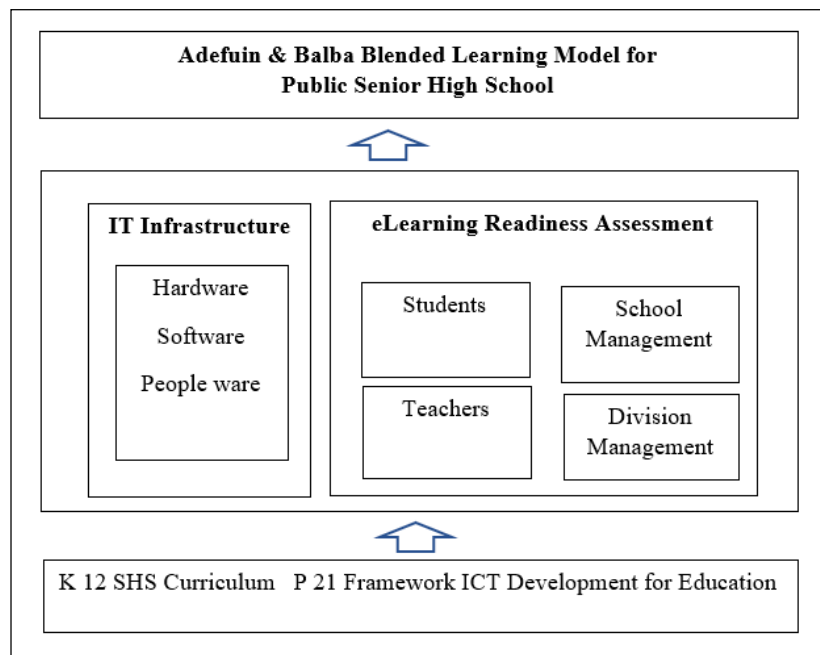 Adefuin & Balba Blended Learning Model for
Public Senior High School
IT Infrastructure
Hardware
Software
People ware
eLearning Readiness Assessment
Students
Teachers
School
Management
Division
Management
K 12 SHS Curriculum P 21 Framework ICT Development for Education